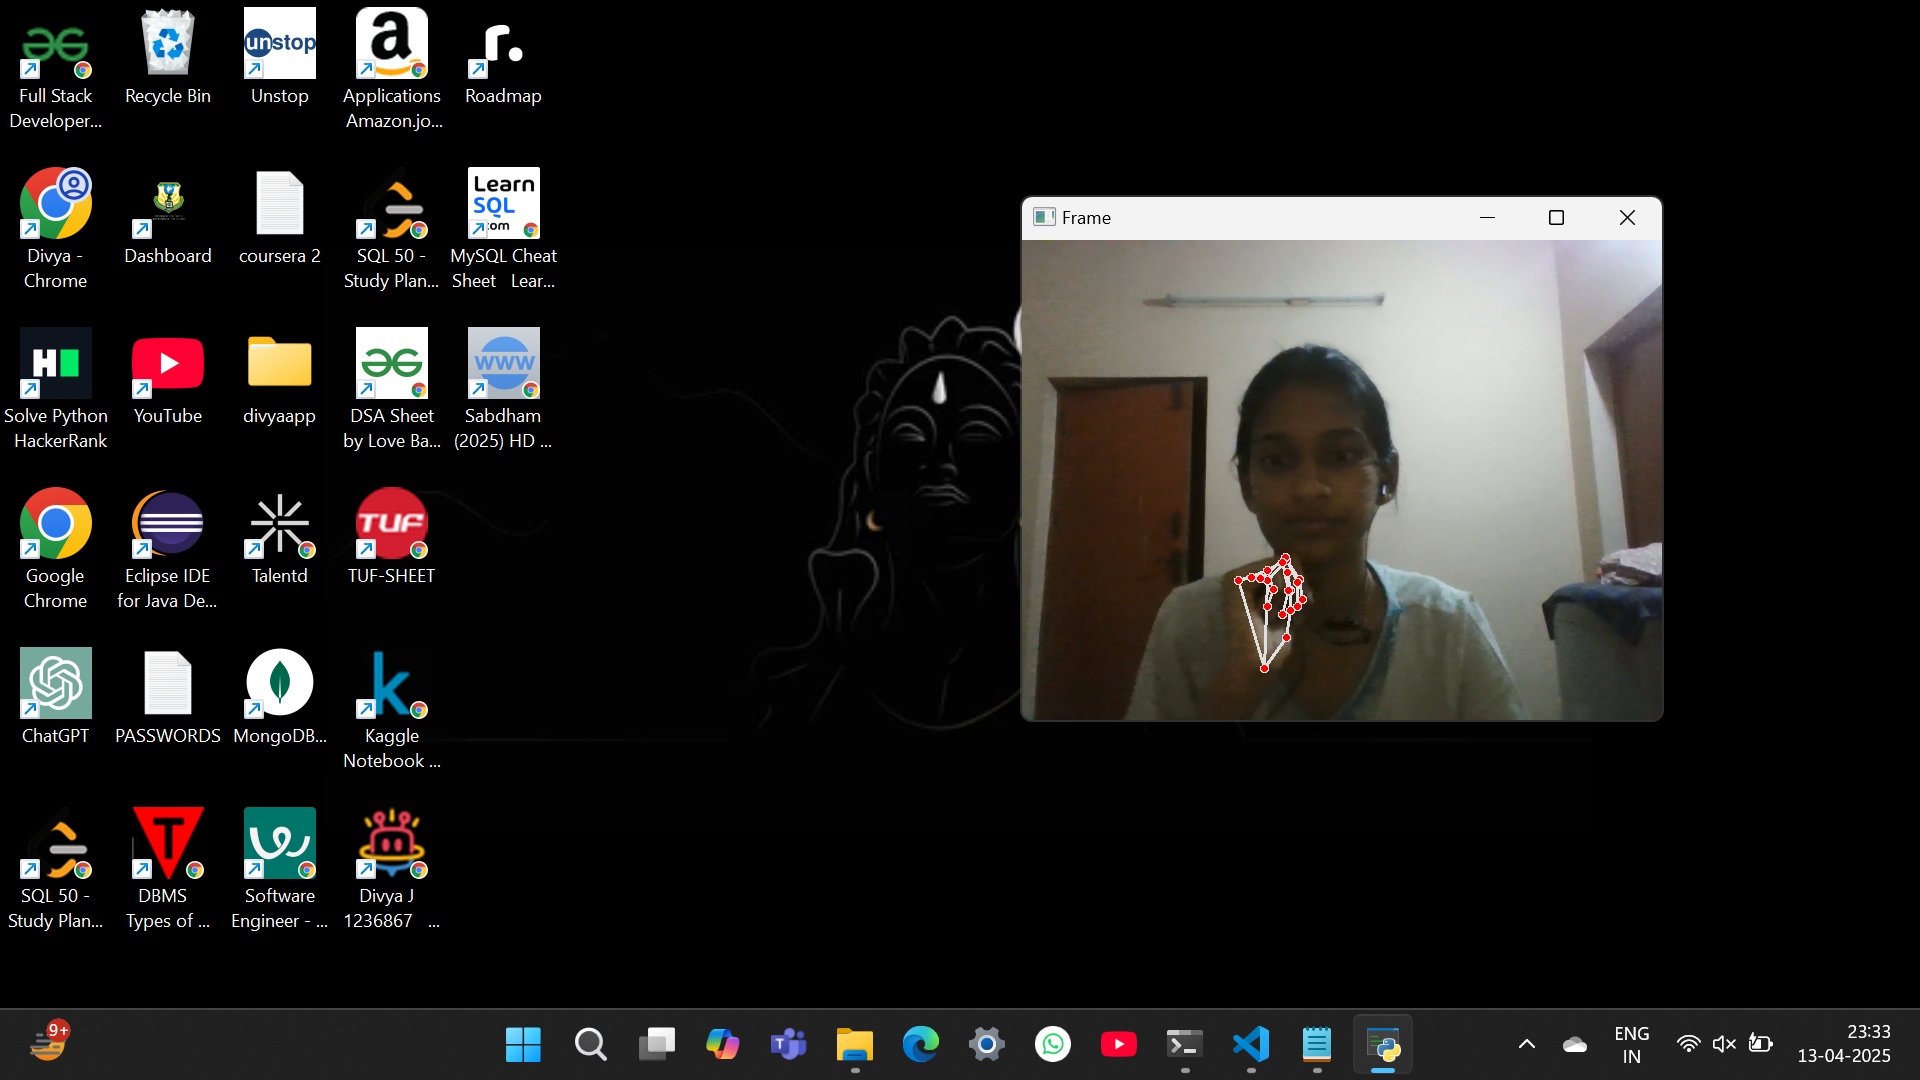 unstop
a
r.
Full Stack
Developer...
Recycle Bin
Unstop
Applications
Amazon.jo...
Roadmap
Learn
SQL
.com
Divya -
Chrome
Dashboard
coursera 2
SQL 50 -
Study Plan...
MySQL Cheat
Sheet Lear...
H
www
Solve Python
HackerRank
YouTube
divyaapp
DSA Sheet
by Love Ba...
Sabdham
(2025) HD ...
TUF
Google
Chrome
Eclipse IDE
for Java De...
Talentd
TUF-SHEET
k
ChatGPT
PASSWORDS
MongoDB...
Kaggle
Notebook ...
T
SQL 50 -
Study Plan...
DBMS
Types of ...
Software
Engineer - ...
Divya J
1236867 ...
Frame
9+
T
ENG
IN
23:33
13-04-2025